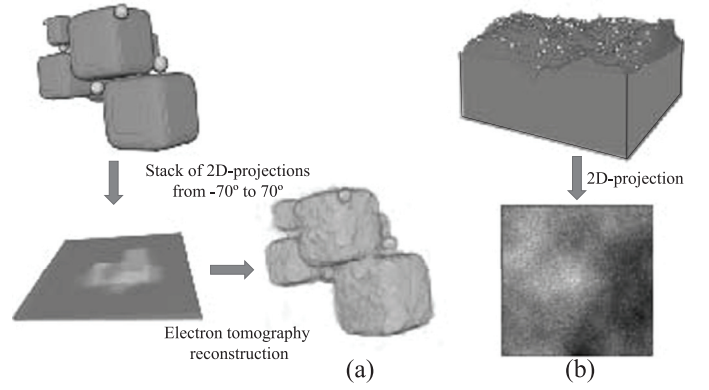 Stack of 2D-projections
from -70º to 70º
2D-projection
Electron tomography
reconstruction
(a)
(b)